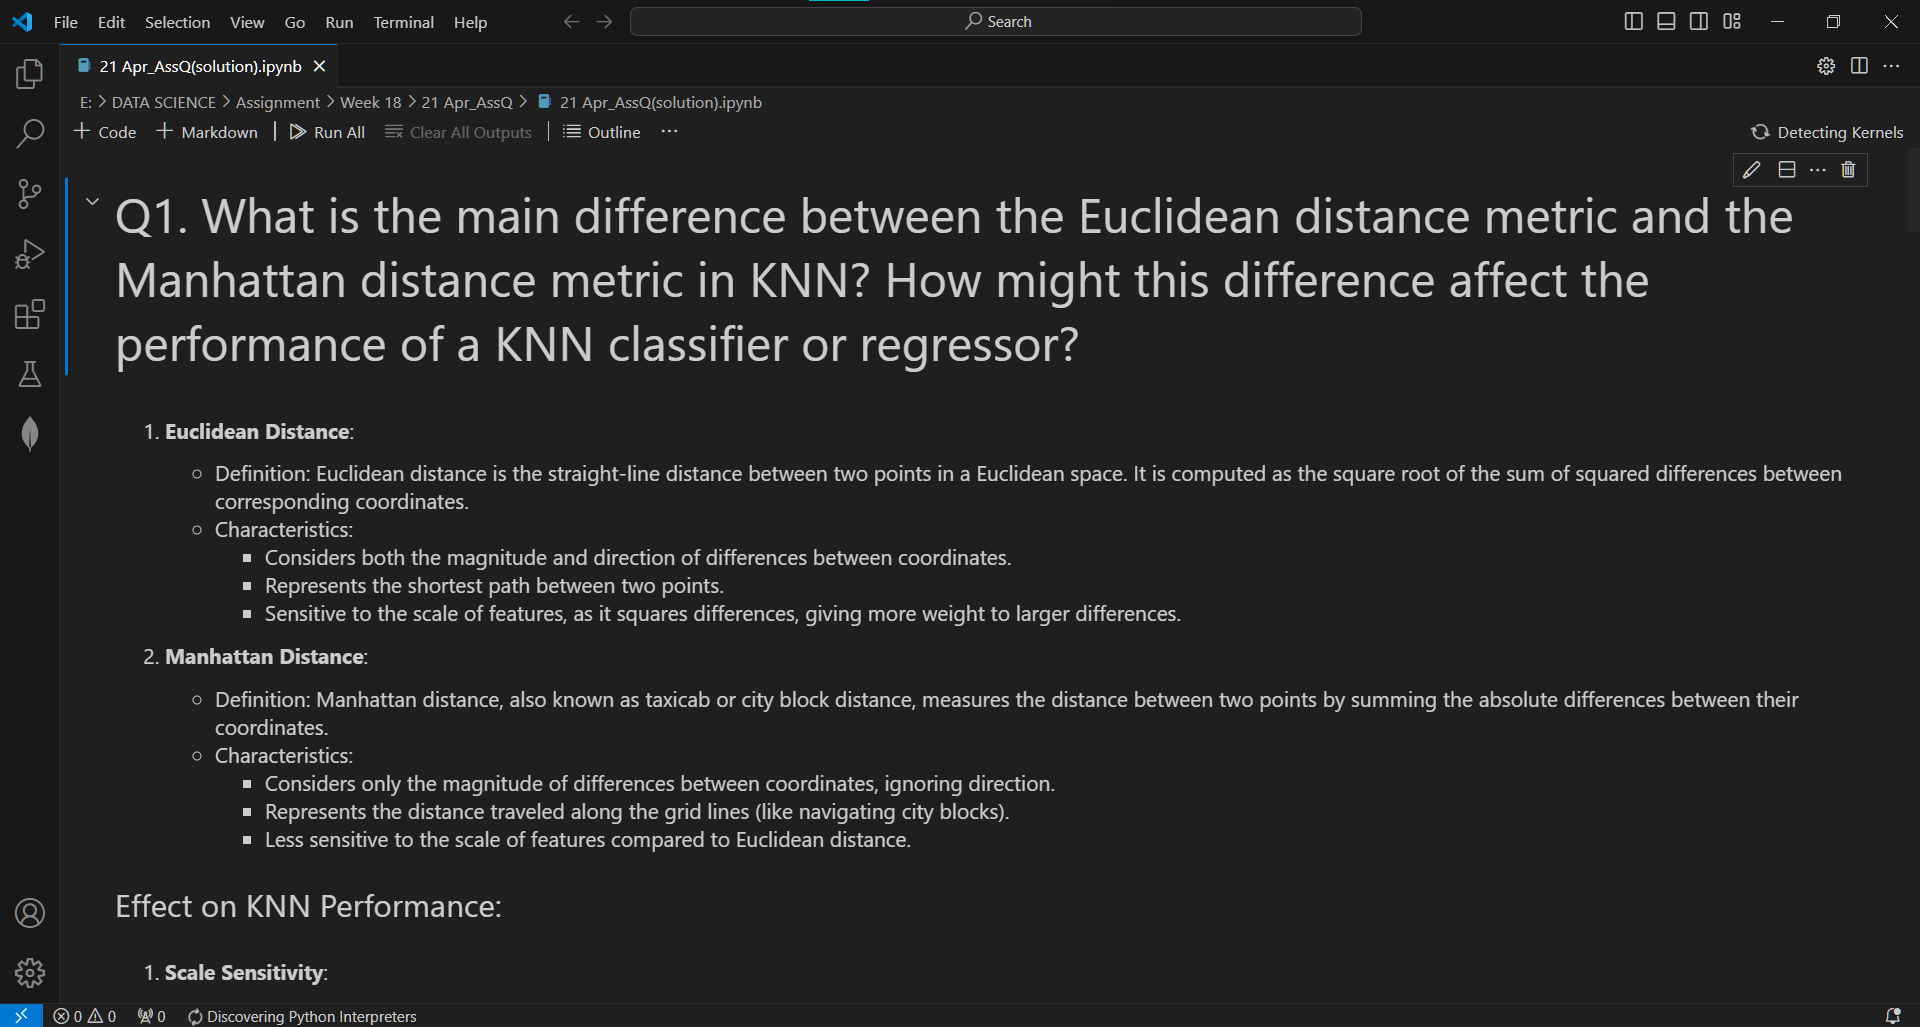 File Edit Selection View Go Run Terminal Help Search
21 Apr_AssQ(solution).ipynb
E: > DATA SCIENCE > Assignment > Week 18 > 21 Apr_AssQ > 21 Apr_AssQ(solution).ipynb
+ Code + Markdown Run All Clear All Outputs Outline ... Detecting Kernels
Q1. What is the main difference between the Euclidean distance metric and the
Manhattan distance metric in KNN? How might this difference affect the
performance of a KNN classifier or regressor?
1. Euclidean Distance:
Definition: Euclidean distance is the straight-line distance between two points in a Euclidean space. It is computed as the square root of the sum of squared differences between
corresponding coordinates.
Characteristics:
Considers both the magnitude and direction of differences between coordinates.
Represents the shortest path between two points.
Sensitive to the scale of features, as it squares differences, giving more weight to larger differences.
2. Manhattan Distance:
Definition: Manhattan distance, also known as taxicab or city block distance, measures the distance between two points by summing the absolute differences between their
coordinates.
Characteristics:
Considers only the magnitude of differences between coordinates, ignoring direction.
Represents the distance traveled along the grid lines (like navigating city blocks).
Less sensitive to the scale of features compared to Euclidean distance.
Effect on KNN Performance:
1. Scale Sensitivity:
0 0 0 Discovering Python Interpreters